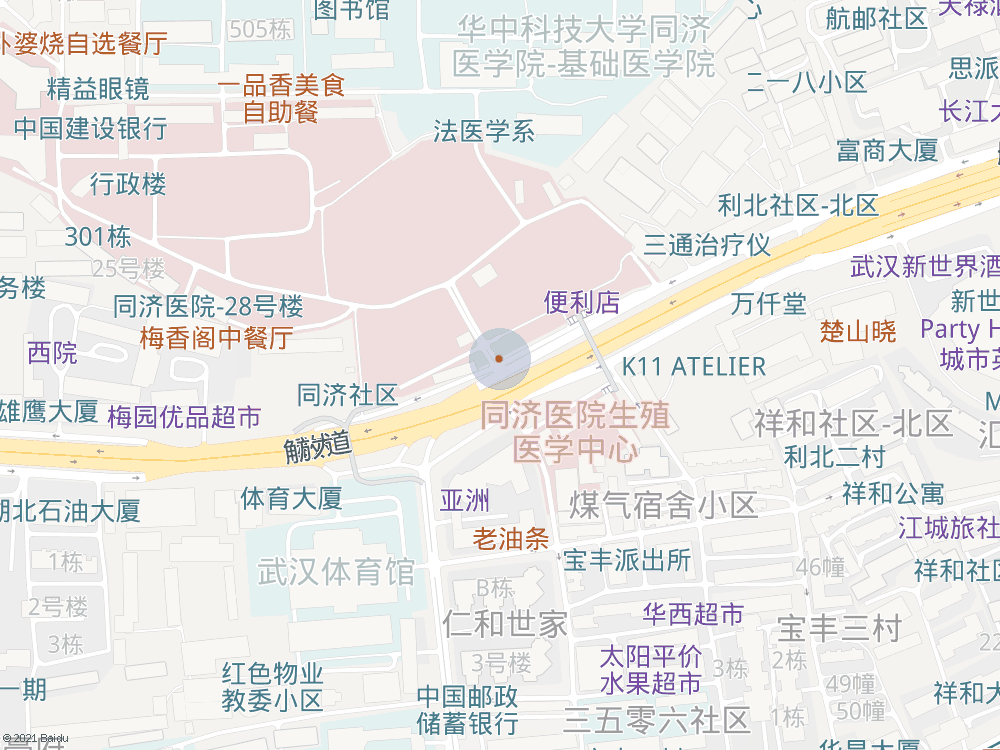 图书馆
天禄酒
505栋
航邮社区
华中科技大学同济
医学院-基础医学院
外婆烧自选餐厅
思派
精益眼镜
一品香美食
自助餐
二一八小区
长江大
中国建设银行
法医学系
富商大厦
行政楼
利北社区-北区
301栋
三通治疗仪
25号楼
武汉新世界酒
务楼
同济医院-28号楼
便利店
万仟堂
新世
梅香阁中餐厅
楚山晓
Party H
西院
城市英
K11 ATELIER
同济社区
雄鹰大厦
梅园优品超市
同济医院生殖
医学中心
祥和社区-北区
汇
解放大道
利北二村
体育大厦
亚洲
煤气宿舍小区
祥和公寓
湖北石油大厦
老油条
江城旅社
1栋
武汉体育馆
宝丰派出所
46幢
祥和社区
B栋
2号楼
仁和世家
华西超市
宝丰三村
3栋
22
3号楼
太阳平价
水果超市
3栋
2栋
红色物业
教委小区
49幢
一期
中国邮政
储蓄银行
祥和大
50幢
三五零六社区
1栋
© 2021 Baidu